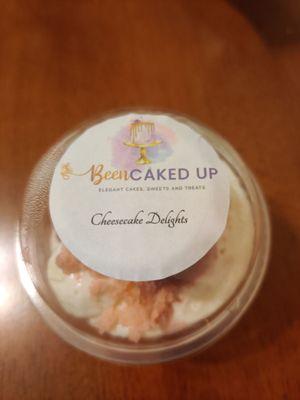 BeenCAKED UP
ELEGANT CAKES, SWEETS AND TREATS
Cheesecake Delights